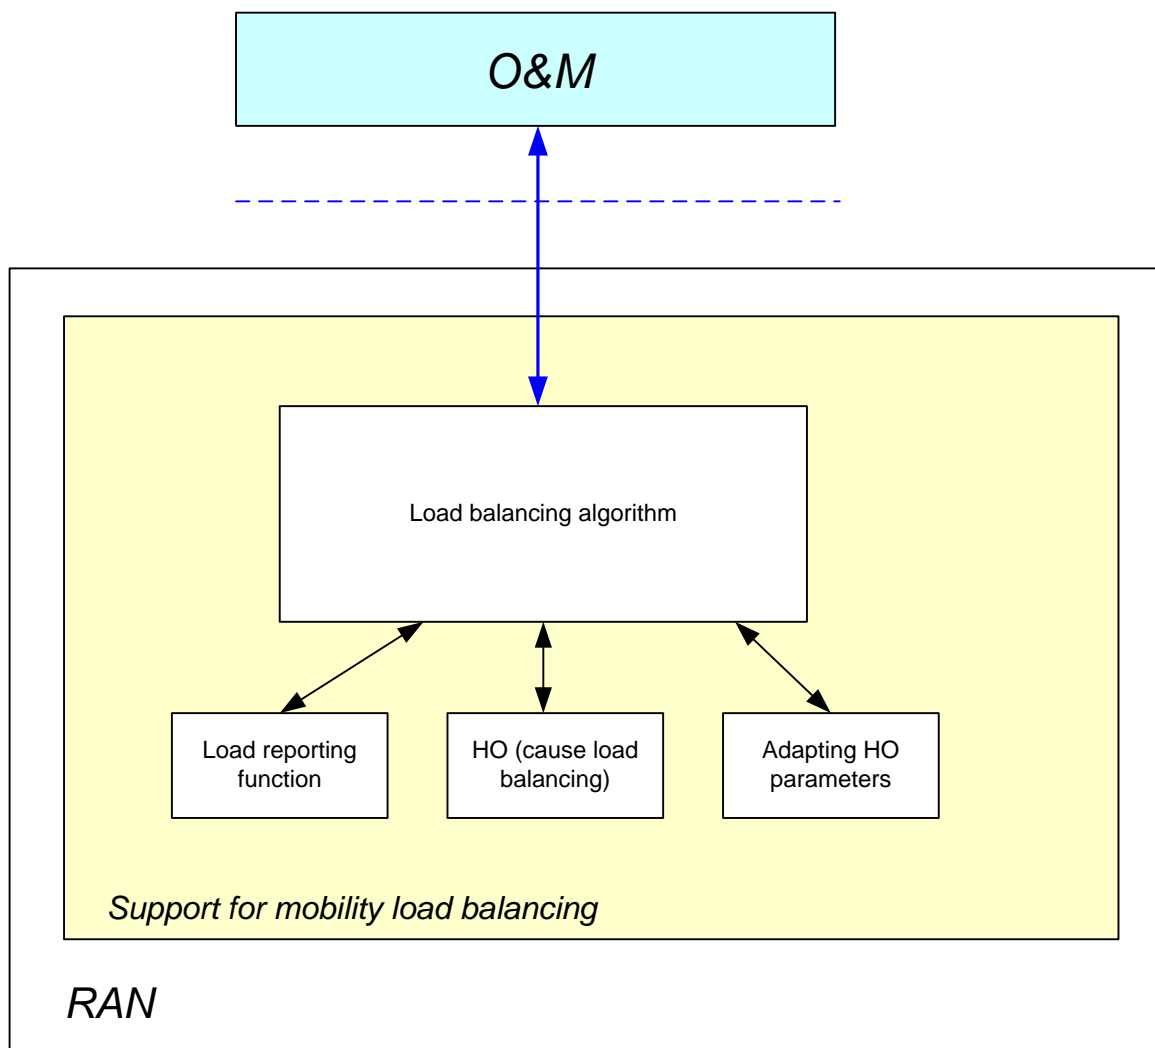 O&M
Load balancing algorithm
Load reporting
function
HO (cause load
balancing)
Adapting HO
parameters
Support for mobility load balancing
RAN